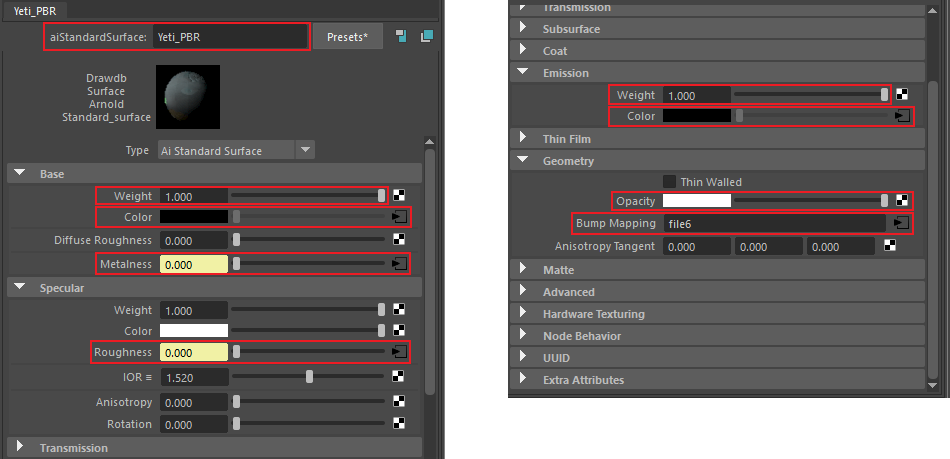 Yeti_PBR
aiStandardSurface: Yeti_PBR Presets*
Drawdb
Surface
Arnold
Standard_surface
Type Ai Standard Surface
Base
Weight 1.000
Color
Diffuse Roughness 0.000
Metalness 0.000
Specular
Weight 1.000
Color
Roughness 0.000
IOR ≡ 1.520
Anisotropy 0.000
Rotation 0.000
Transmission
Transmission
Subsurface
Coat
Emission
Weight 1.000
Color
Thin Film
Geometry
Thin Walled
Opacity
Bump Mapping file6
Anisotropy Tangent 0.000 0.000 0.000
Matte
Advanced
Hardware Texturing
Node Behavior
UUID
Extra Attributes